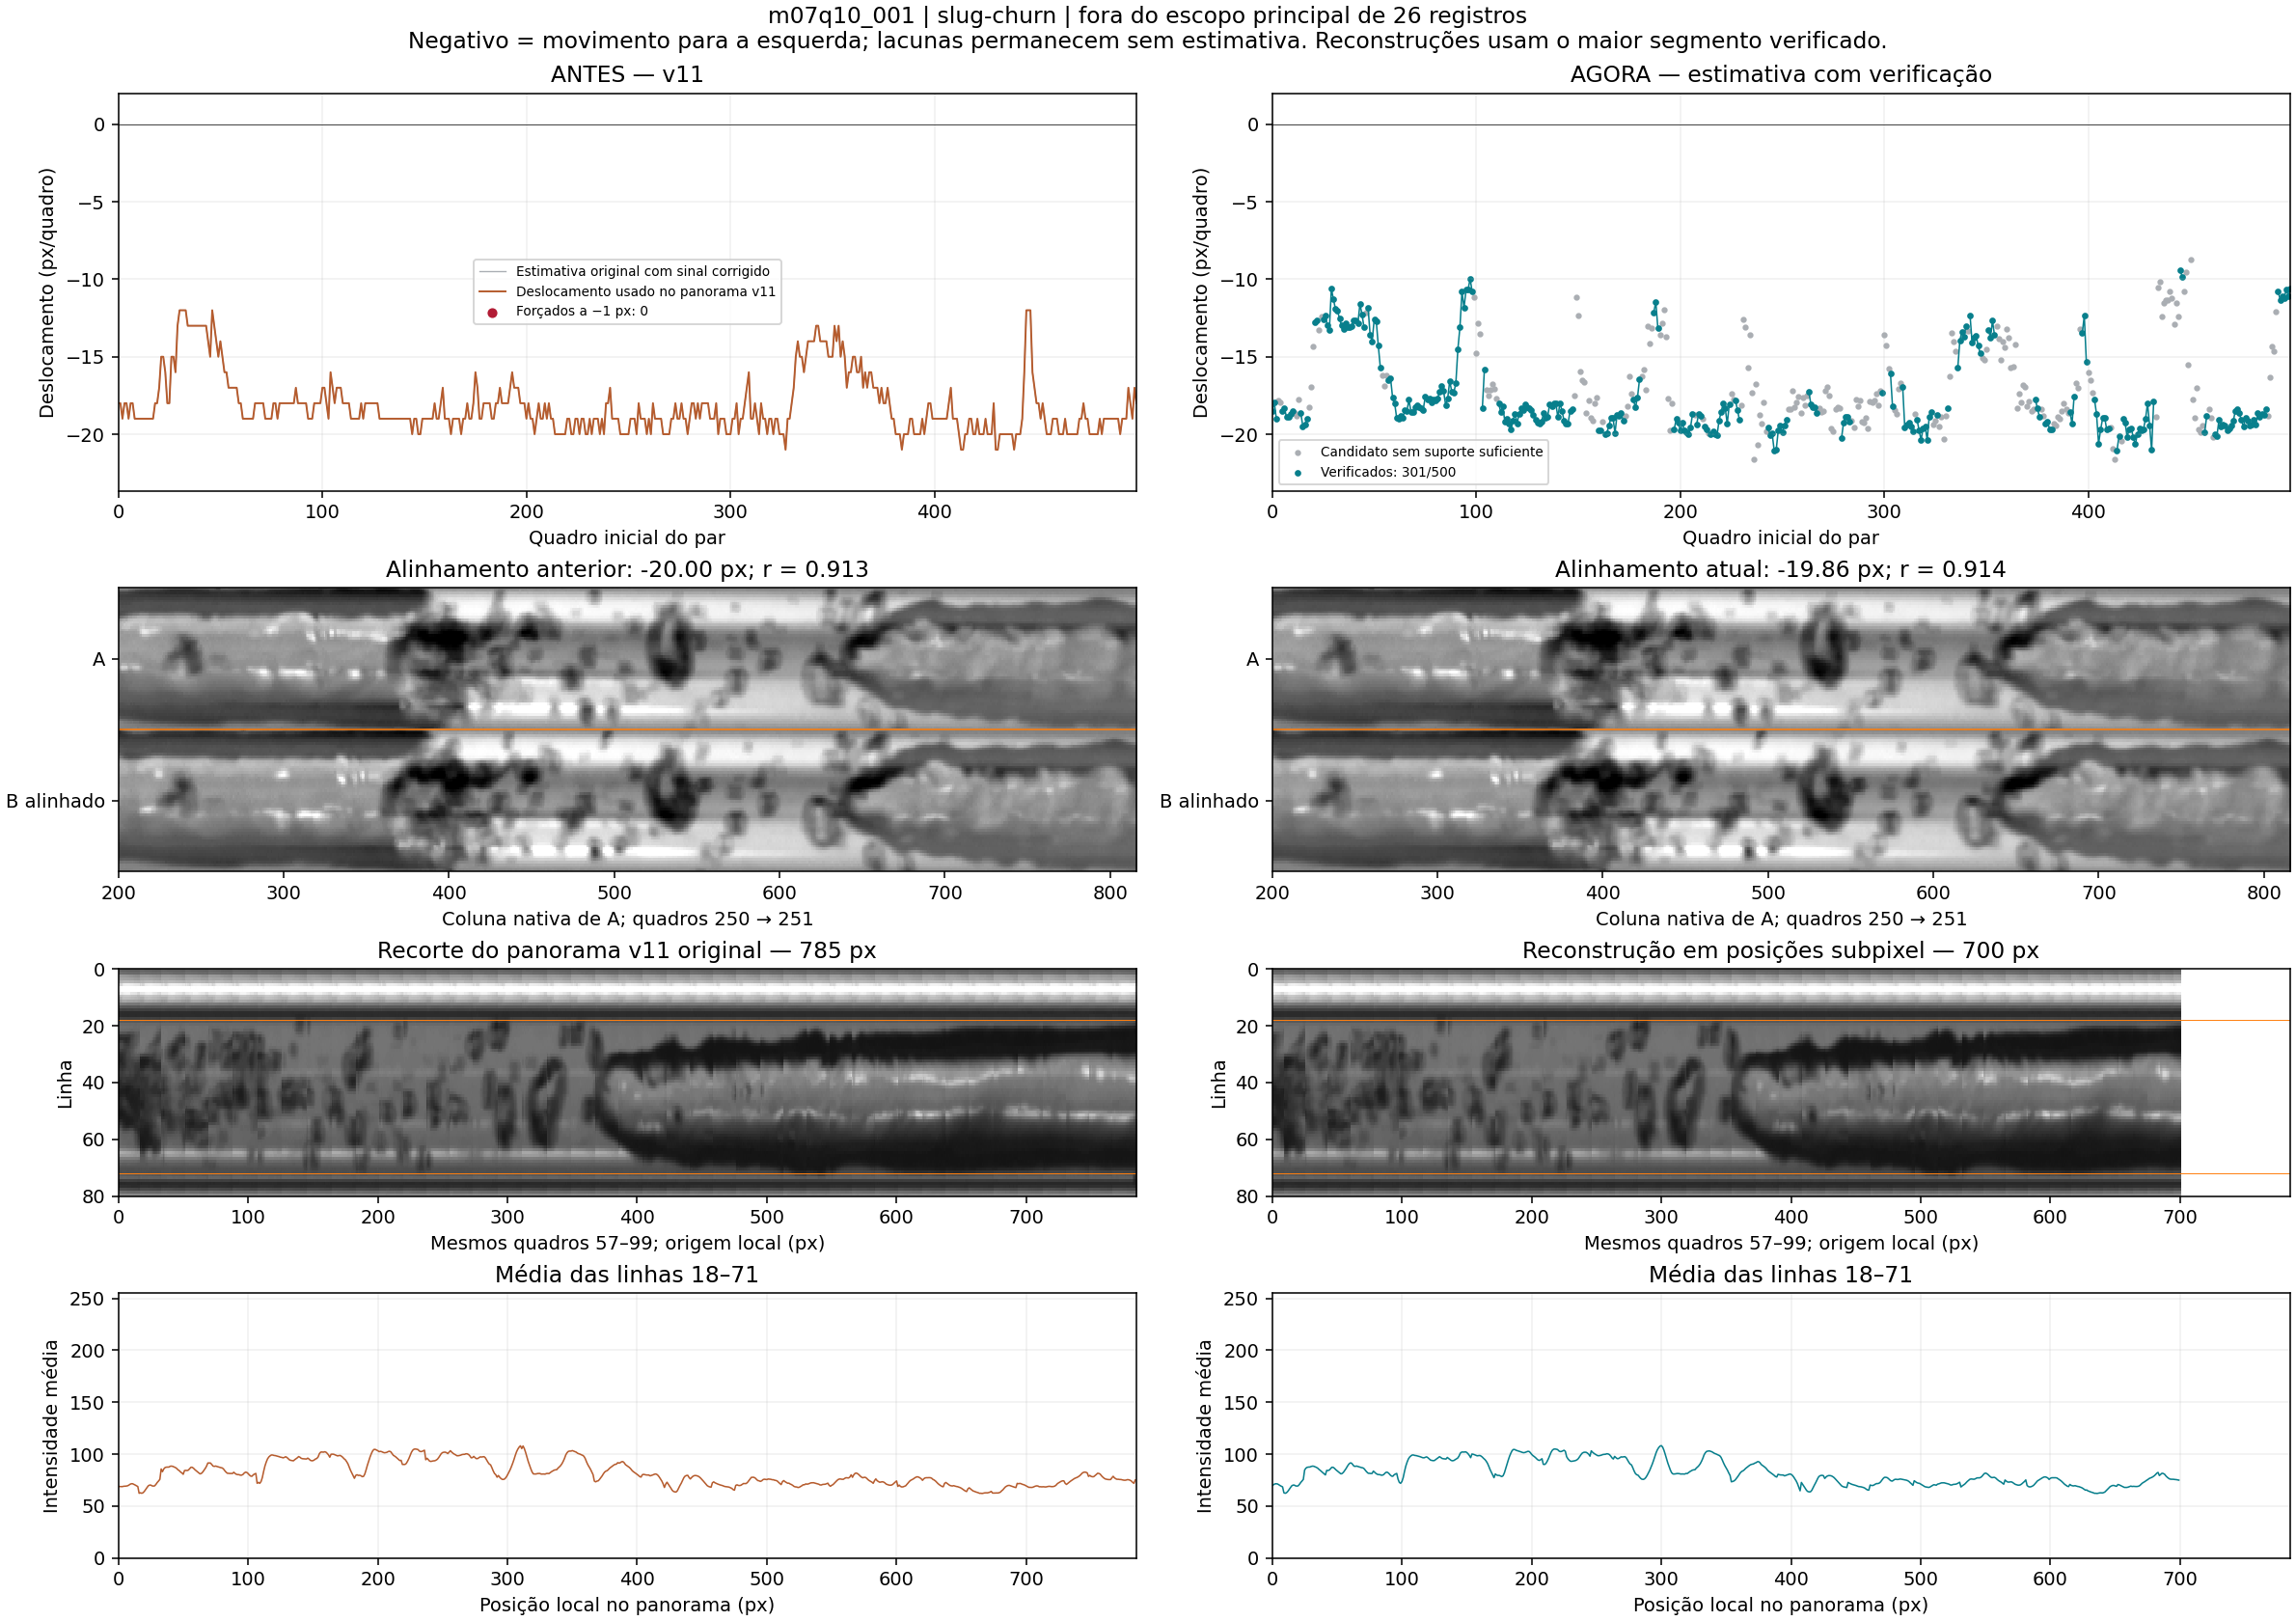 m07q10_001 | slug-churn | fora do escopo principal de 26 registros
Negativo = movimento para a esquerda; lacunas permanecem sem estimativa. Reconstruções usam o maior segmento verificado.
ANTES — v11
Deslocamento (px/quadro)
0
−5
−10
−15
−20
Estimativa original com sinal corrigido
Deslocamento usado no panorama v11
Forçados a −1 px: 0
0 100 200 300 400
Quadro inicial do par
AGORA — estimativa com verificação
Deslocamento (px/quadro)
0
−5
−10
−15
−20
Candidato sem suporte suficiente
Verificados: 301/500
0 100 200 300 400
Quadro inicial do par
Alinhamento anterior: -20.00 px; r = 0.913
A
B alinhado
200 300 400 500 600 700 800
Coluna nativa de A; quadros 250 → 251
Alinhamento atual: -19.86 px; r = 0.914
A
B alinhado
200 300 400 500 600 700 800
Coluna nativa de A; quadros 250 → 251
Recorte do panorama v11 original — 785 px
Linha
0
20
40
60
80
0 100 200 300 400 500 600 700
Mesmos quadros 57–99; origem local (px)
Reconstrução em posições subpixel — 700 px
Linha
0
20
40
60
80
0 100 200 300 400 500 600 700
Mesmos quadros 57–99; origem local (px)
Média das linhas 18–71
Intensidade média
250
200
150
100
50
0
0 100 200 300 400 500 600 700
Posição local no panorama (px)
Média das linhas 18–71
Intensidade média
250
200
150
100
50
0
0 100 200 300 400 500 600 700
Posição local no panorama (px)